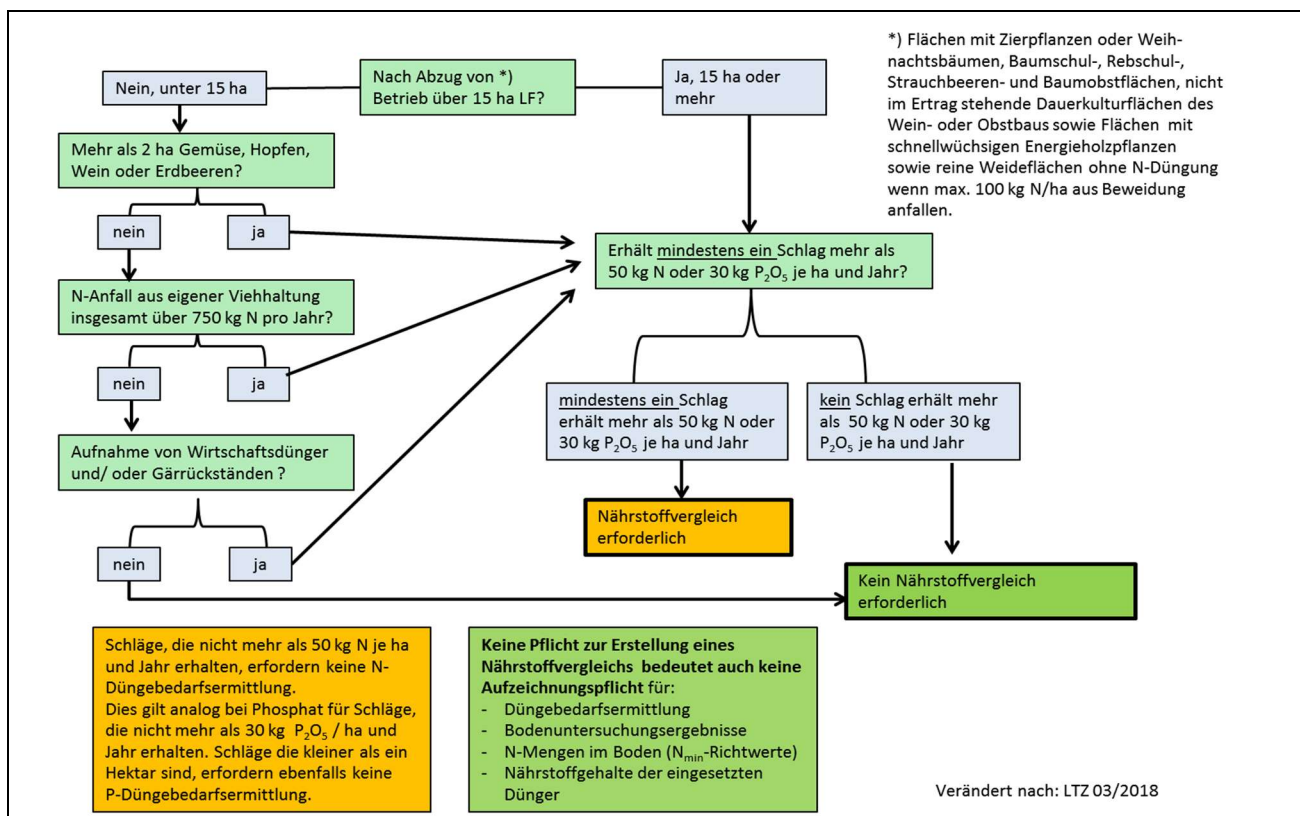 Nach Abzug von *)
Betrieb über 15 ha LF?
Nein, unter 15 ha
Ja, 15 ha oder
mehr
*) Flächen mit Zierpflanzen oder Weih-
nachtsbäumen, Baumschul-, Rebschul-,
Strauchbeeren- und Baumobstflächen, nicht
im Ertrag stehende Dauerkulturflächen des
Wein- oder Obstbaus sowie Flächen mit
schnellwüchsigen Energieholzpflanzen
sowie reine Weideflächen ohne N-Düngung
wenn max. 100 kg N/ha aus Beweidung
anfallen.
Mehr als 2 ha Gemüse, Hopfen,
Wein oder Erdbeeren?
nein
ja
N-Anfall aus eigener Viehhaltung
insgesamt über 750 kg N pro Jahr?
nein
ja
Aufnahme von Wirtschaftsdünger
und/ oder Gärrückständen ?
nein
ja
Erhält mindestens ein Schlag mehr als
50 kg N oder 30 kg P₂O₅ je ha und Jahr?
mindestens ein Schlag
erhält mehr als 50 kg N oder
30 kg P₂O₅ je ha und Jahr
kein Schlag erhält mehr
als 50 kg N oder 30 kg
P₂O₅ je ha und Jahr
Nährstoffvergleich
erforderlich
Kein Nährstoffvergleich
erforderlich
Schläge, die nicht mehr als 50 kg N je ha
und Jahr erhalten, erfordern keine N-
Düngebedarfsermittlung.
Dies gilt analog bei Phosphat für Schläge,
die nicht mehr als 30 kg P₂O₅ / ha und
Jahr erhalten. Schläge die kleiner als ein
Hektar sind, erfordern ebenfalls keine
P-Düngebedarfsermittlung.
Keine Pflicht zur Erstellung eines
Nährstoffvergleichs bedeutet auch keine
Aufzeichnungspflicht für:
- Düngebedarfsermittlung
- Bodenuntersuchungsergebnisse
- N-Mengen im Boden (Nmin-Richtwerte)
- Nährstoffgehalte der eingesetzten
Dünger
Verändert nach: LTZ 03/2018